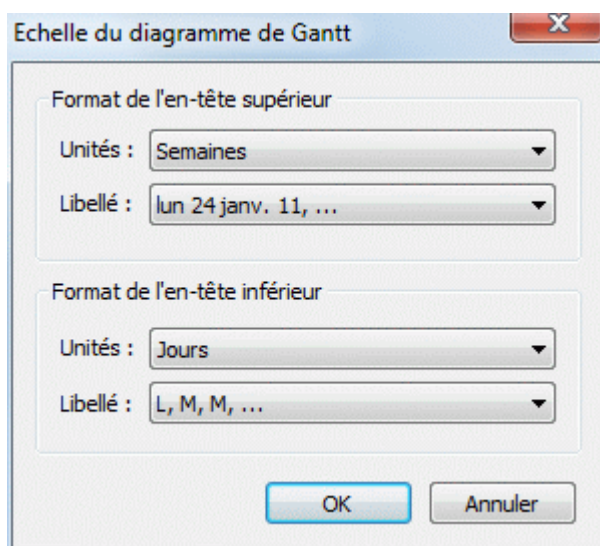 Echelle du diagramme de Gantt
Format de l'en-tête supérieur
Unités : Semaines
Libellé : lun 24 janv. 11, ...
Format de l'en-tête inférieur
Unités : Jours
Libellé : L, M, M, ...
OK Annuler